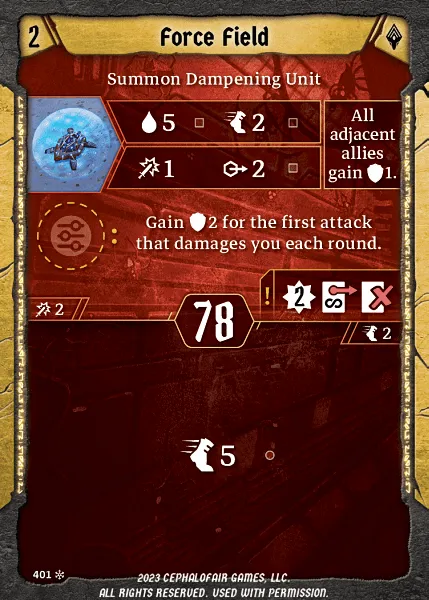 2
Force Field
Summon Dampening Unit
5 2
1 2
All
adjacent
allies
gain 1.
Gain 2 for the first attack
that damages you each round.
! 2
2
78
2
5
401
2023 CEPHALOFAIR GAMES, LLC.
ALL RIGHTS RESERVED. USED WITH PERMISSION.